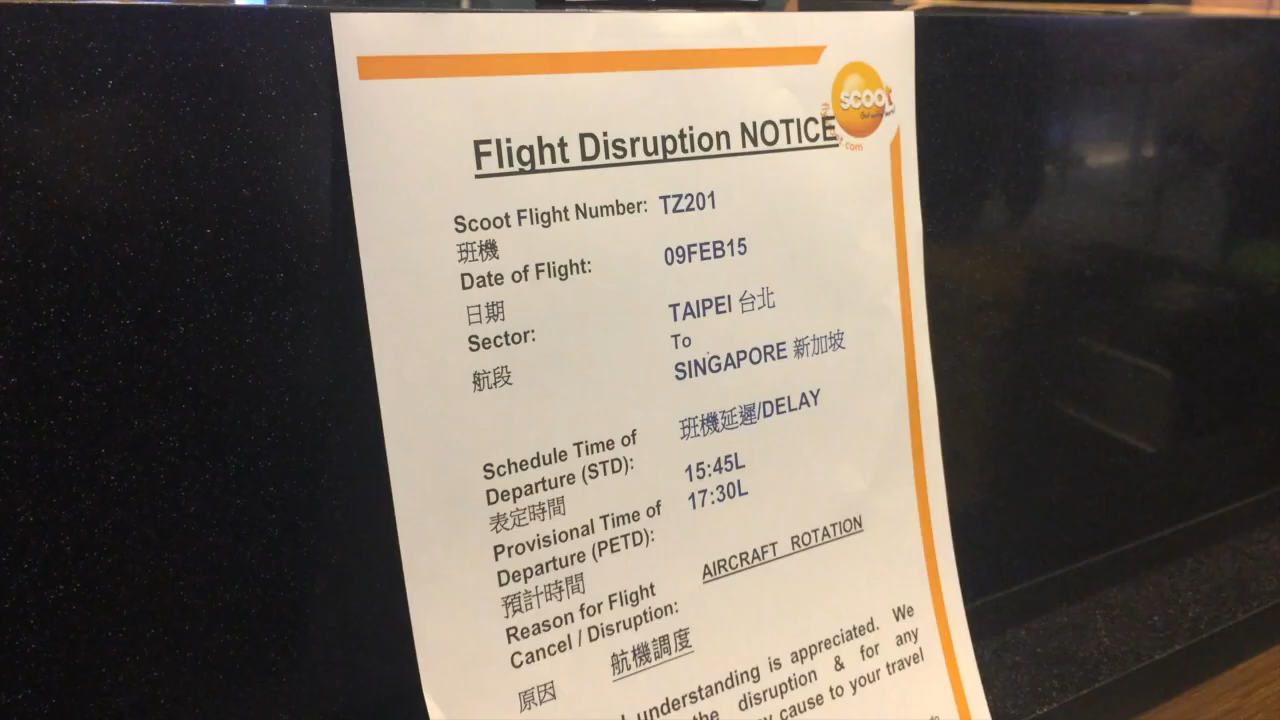 scoot
Flight Disruption NOTICE
.com
Scoot Flight Number: TZ201
班機
Date of Flight: 09FEB15
日期
Sector: TAIPEI 台北
To
航段 SINGAPORE 新加坡
班機延遲/DELAY
Schedule Time of
Departure (STD): 15:45L
表定時間 17:30L
Provisional Time of
Departure (PETD):
預計時間 AIRCRAFT ROTATION
Reason for Flight
Cancel / Disruption:
原因 航機調度
understanding is appreciated. We
the disruption & for any
cause to your travel